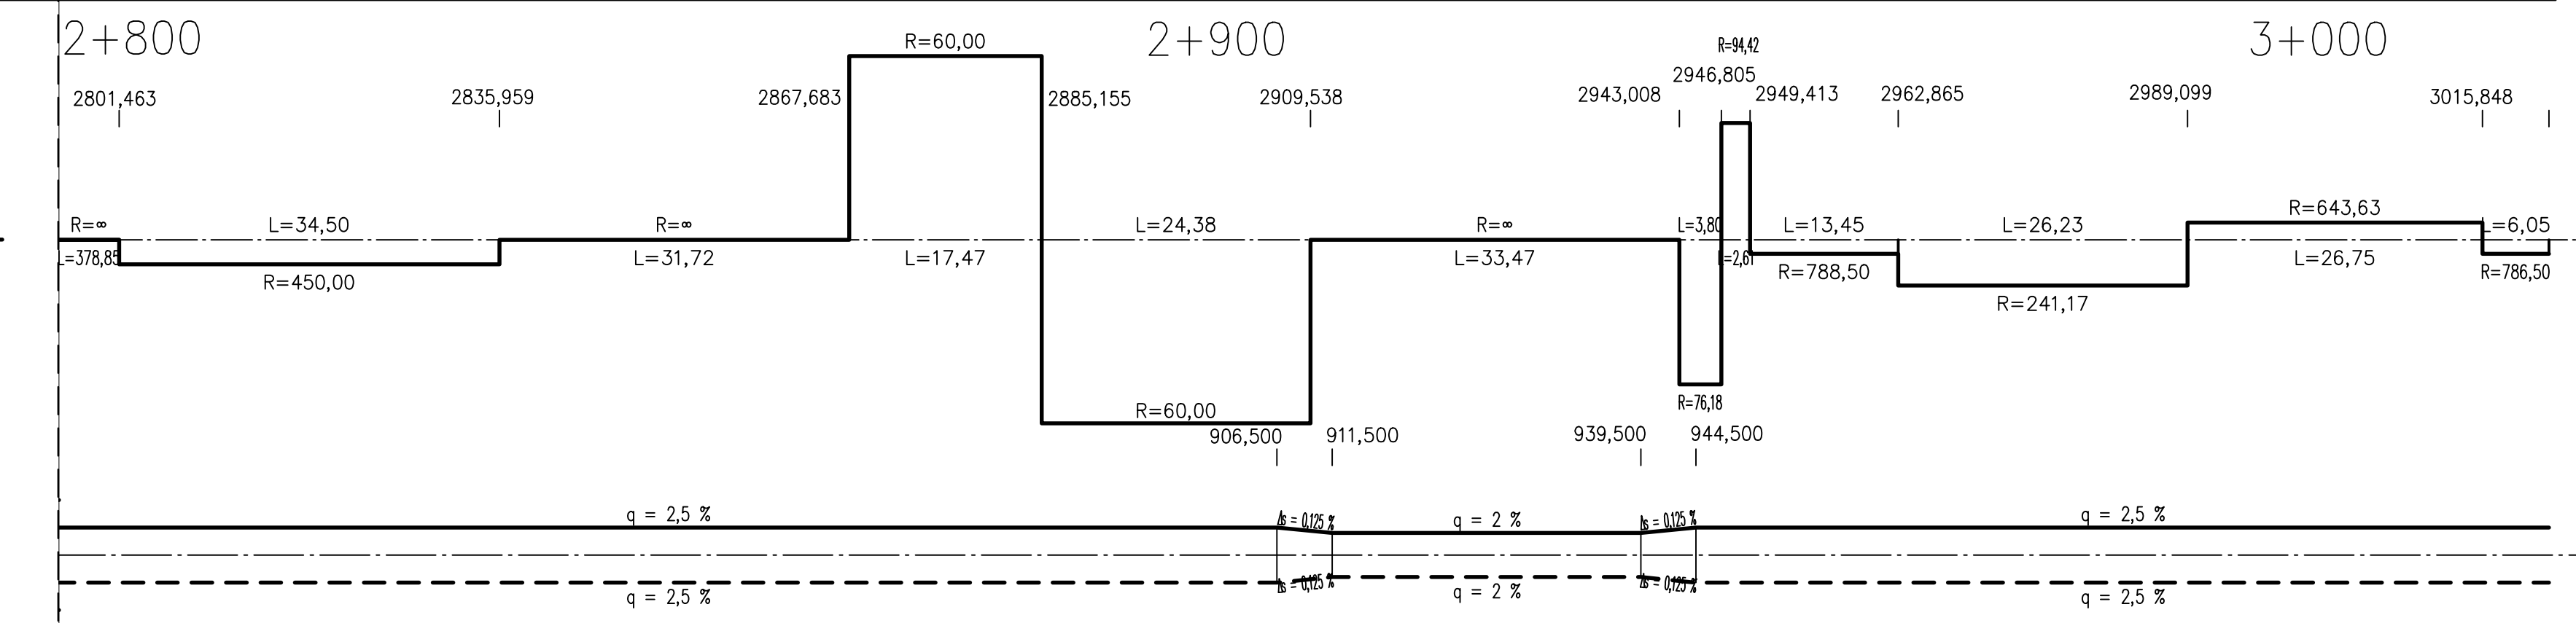 2+800 2+900 3+000
R=60,00 R=94,42
2946,805
2801,463 2835,959 2867,683 2885,155 2909,538 2943,008 2949,413 2962,865 2989,099 3015,848
R=643,63
R=∞ L=34,50 R=∞ L=24,38 R=∞ L=3,80 L=13,45 L=26,23 L=6,05
L=378,85 L=31,72 L=17,47 L=33,47 L=2,61 L=26,75
R=450,00 R=788,50 R=786,50
R=241,17
R=76,18
R=60,00
906,500 911,500 939,500 944,500
q = 2,5 % Δs = 0,125 % q = 2 % Δs = 0,125 % q = 2,5 %
q = 2,5 % Δs = 0,125 % q = 2 % Δs = 0,125 % q = 2,5 %